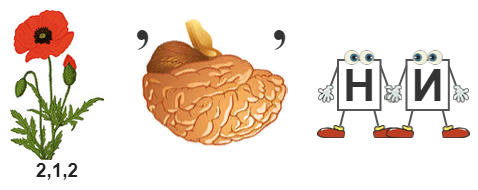 , ,
Н И
2,1,2